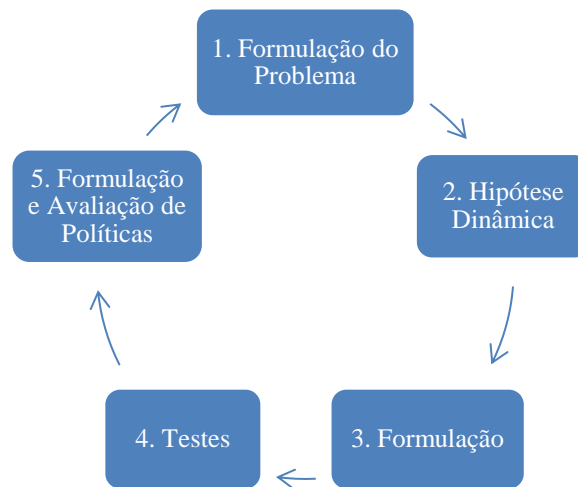 1. Formulação do
Problema
2. Hipótese
Dinâmica
3. Formulação
4. Testes
5. Formulação
e Avaliação de
Políticas